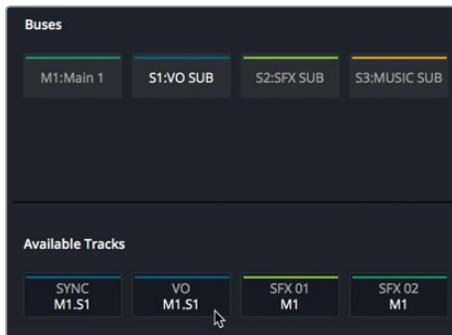 Buses
M1:Main 1 S1:VO SUB S2:SFX SUB S3:MUSIC SUB
Available Tracks
SYNC VO SFX 01 SFX 02
M1.S1 M1.S1 M1 M1